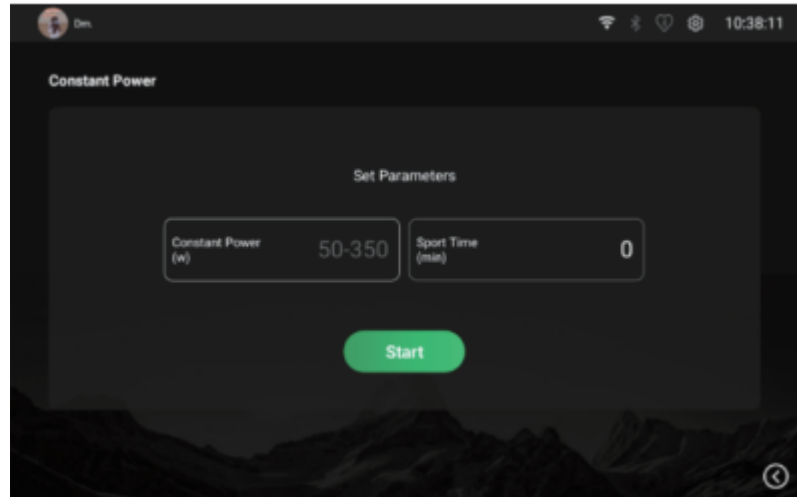 Dm.
10:38:11
Constant Power
Set Parameters
Constant Power
(w)
50-350
Sport Time
(min)
0
Start